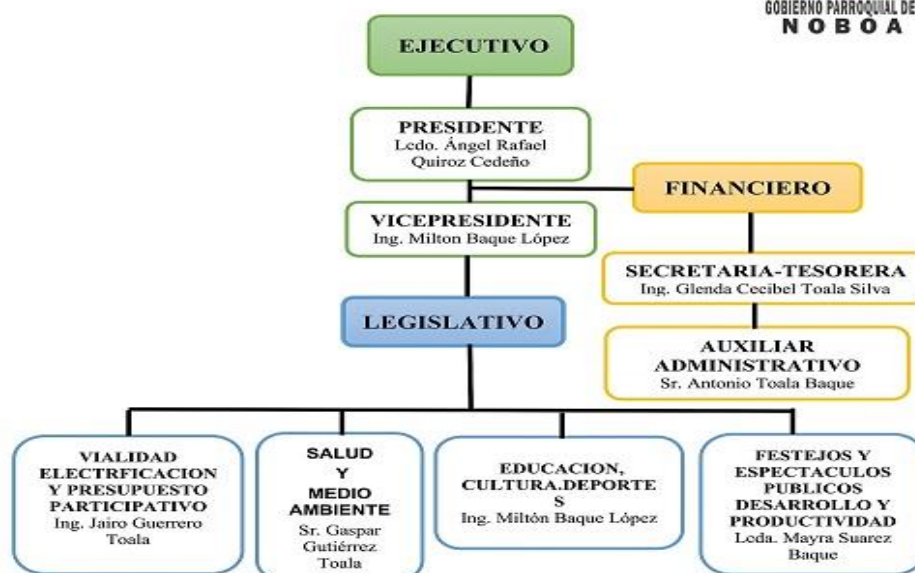 GOBIERNO PARROQUIAL DE
NOBOA
EJECUTIVO
PRESIDENTE
Lcdo. Ángel Rafael
Quiroz Cedeño
FINANCIERO
VICEPRESIDENTE
Ing. Milton Baque López
SECRETARIA-TESORERA
Ing. Glenda Cecibel Toala Silva
LEGISLATIVO
AUXILIAR
ADMINISTRATIVO
Sr. Antonio Toala Baque
VIALIDAD
ELECTRFICACION
Y PRESUPUESTO
PARTICIPATIVO
Ing. Jairo Guerrero
Toala
SALUD
Y
MEDIO
AMBIENTE
Sr. Gaspar
Gutiérrez
Toala
EDUCACION,
CULTURA.DEPORTE
S
Ing. Miltón Baque López
FESTEJOS Y
ESPECTACULOS
PUBLICOS
DESARROLLO Y
PRODUCTIVIDAD
Lcda. Mayra Suarez
Baque